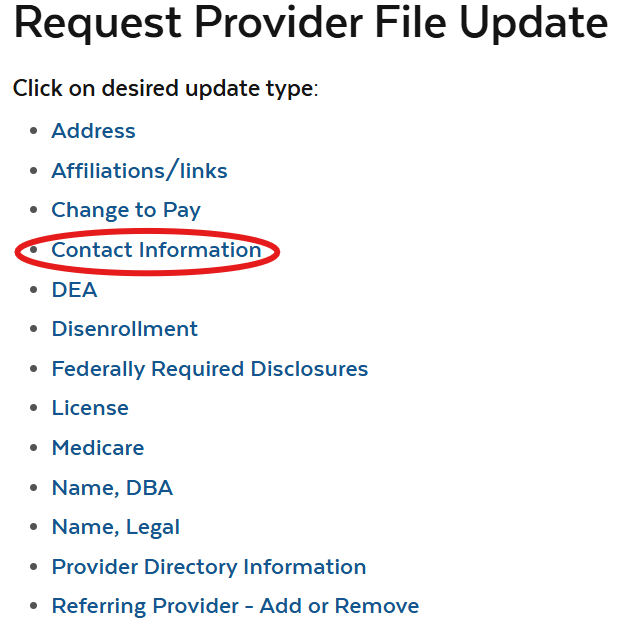 Request Provider File Update
Click on desired update type:
Address
Affiliations/links
Change to Pay
Contact Information
DEA
Disenrollment
Federally Required Disclosures
License
Medicare
Name, DBA
Name, Legal
Provider Directory Information
Referring Provider - Add or Remove